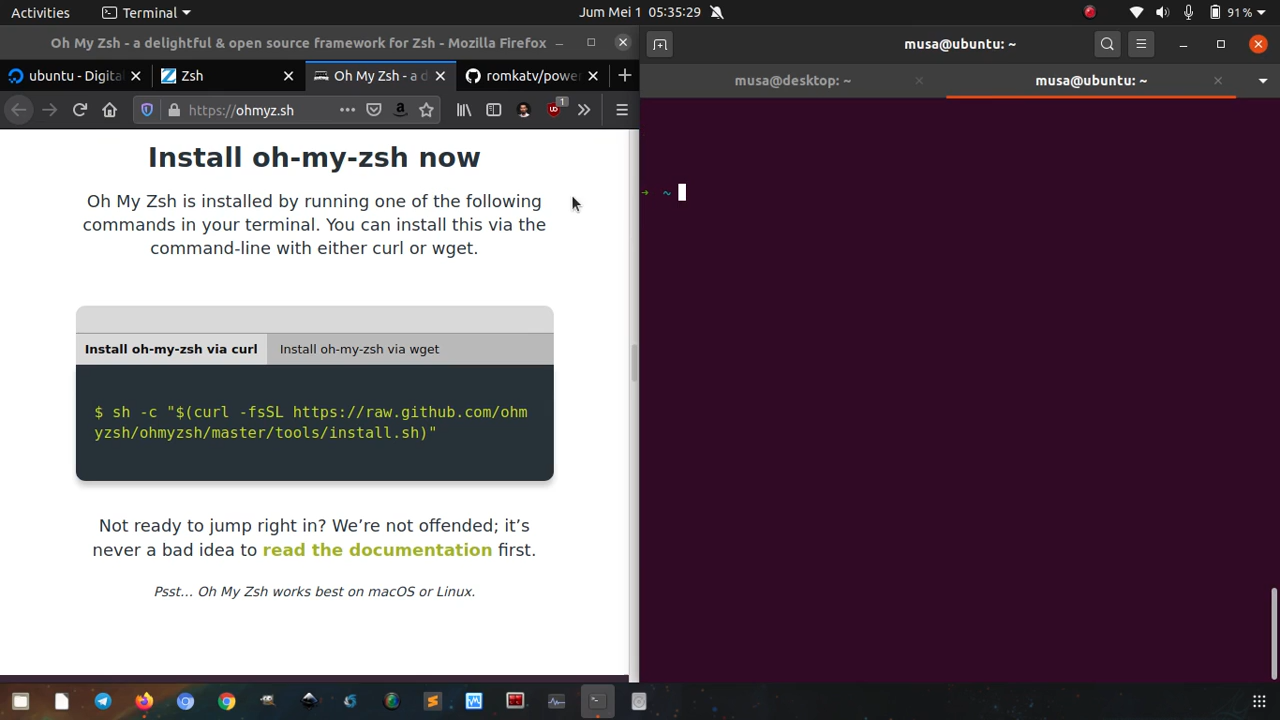 Activities
Terminal
Jum Mei 1 05:35:29
91%
Oh My Zsh - a delightful & open source framework for Zsh - Mozilla Firefox
musa@ubuntu: ~
ubuntu - Digital
Zsh
Oh My Zsh - a d
romkatv/power
musa@desktop: ~
musa@ubuntu: ~
https://ohmyz.sh
1
Install oh-my-zsh now
Oh My Zsh is installed by running one of the following
commands in your terminal. You can install this via the
command-line with either curl or wget.
Install oh-my-zsh via curl
Install oh-my-zsh via wget
$ sh -c "$(curl -fsSL https://raw.github.com/ohm
yzsh/ohmyzsh/master/tools/install.sh)"
Not ready to jump right in? We’re not offended; it’s
never a bad idea to read the documentation first.
Psst… Oh My Zsh works best on macOS or Linux.
➜ ~